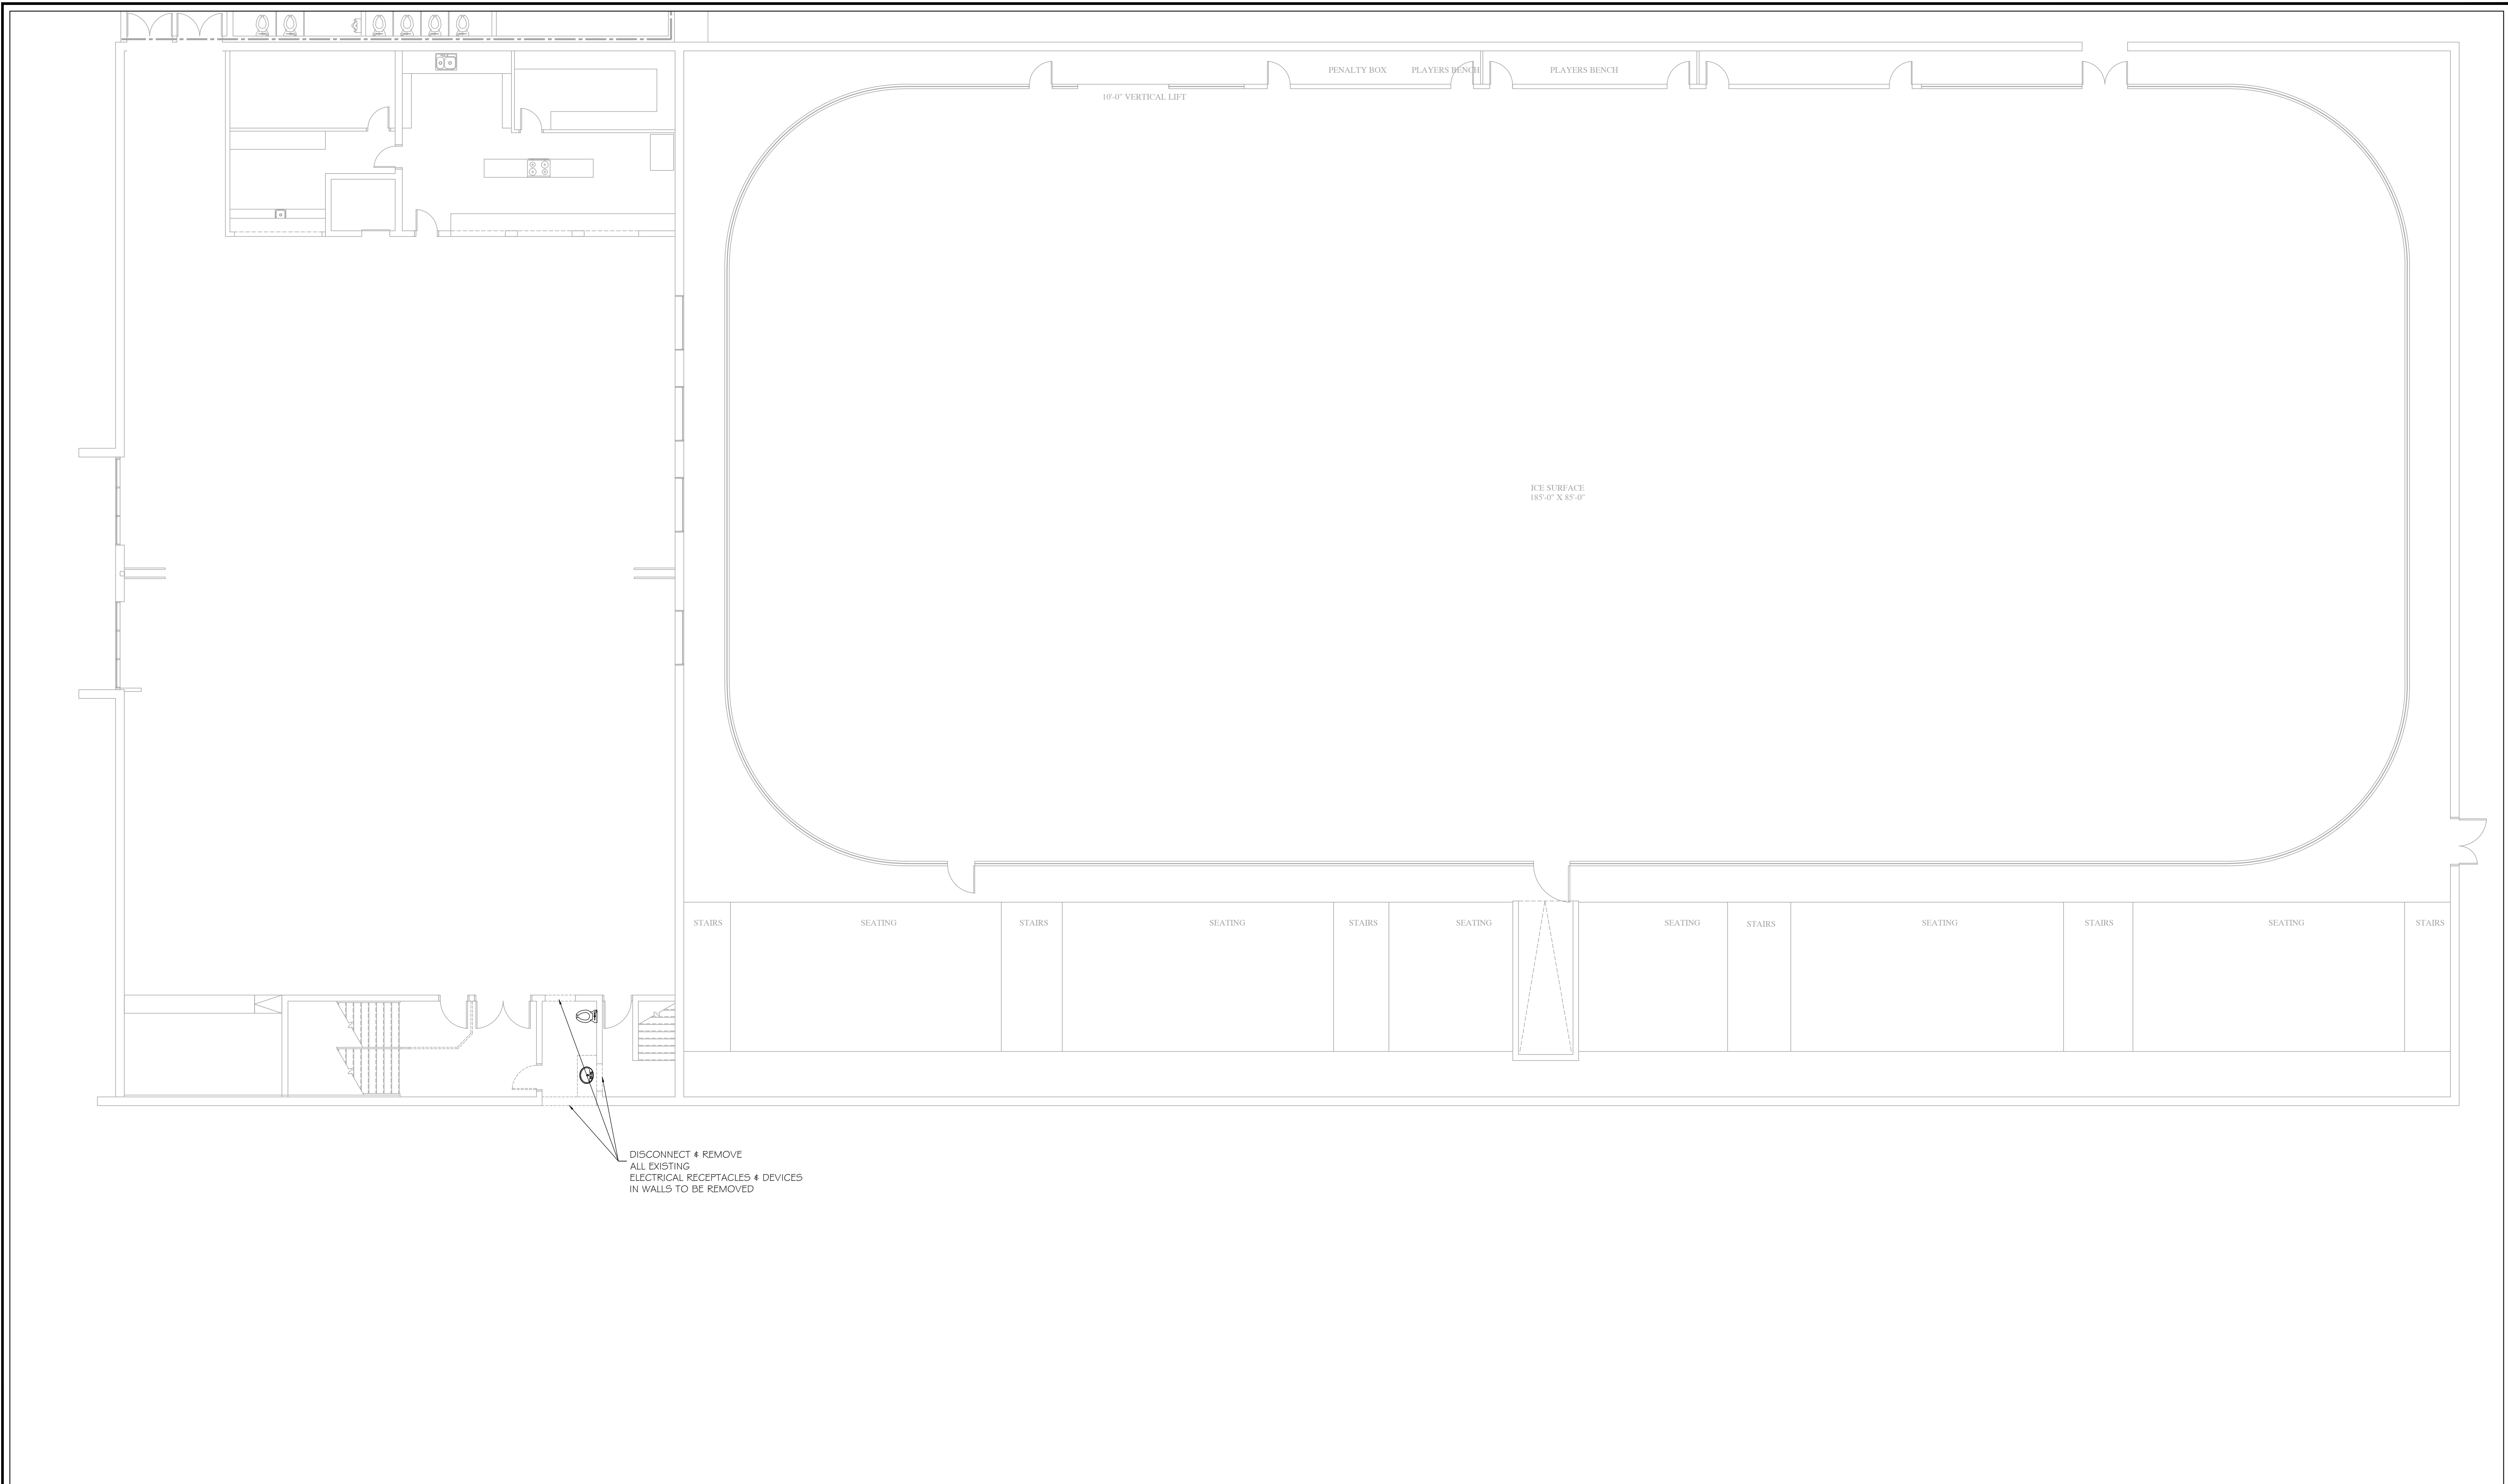 PENALTY BOX
PLAYERS BENCH
PLAYERS BENCH
10'-0" VERTICAL LIFT
ICE SURFACE
185'-0" X 85'-0"
STAIRS
SEATING
STAIRS
SEATING
STAIRS
SEATING
SEATING
STAIRS
SEATING
STAIRS
SEATING
STAIRS
DISCONNECT & REMOVE
ALL EXISTING
ELECTRICAL RECEPTACLES & DEVICES
IN WALLS TO BE REMOVED